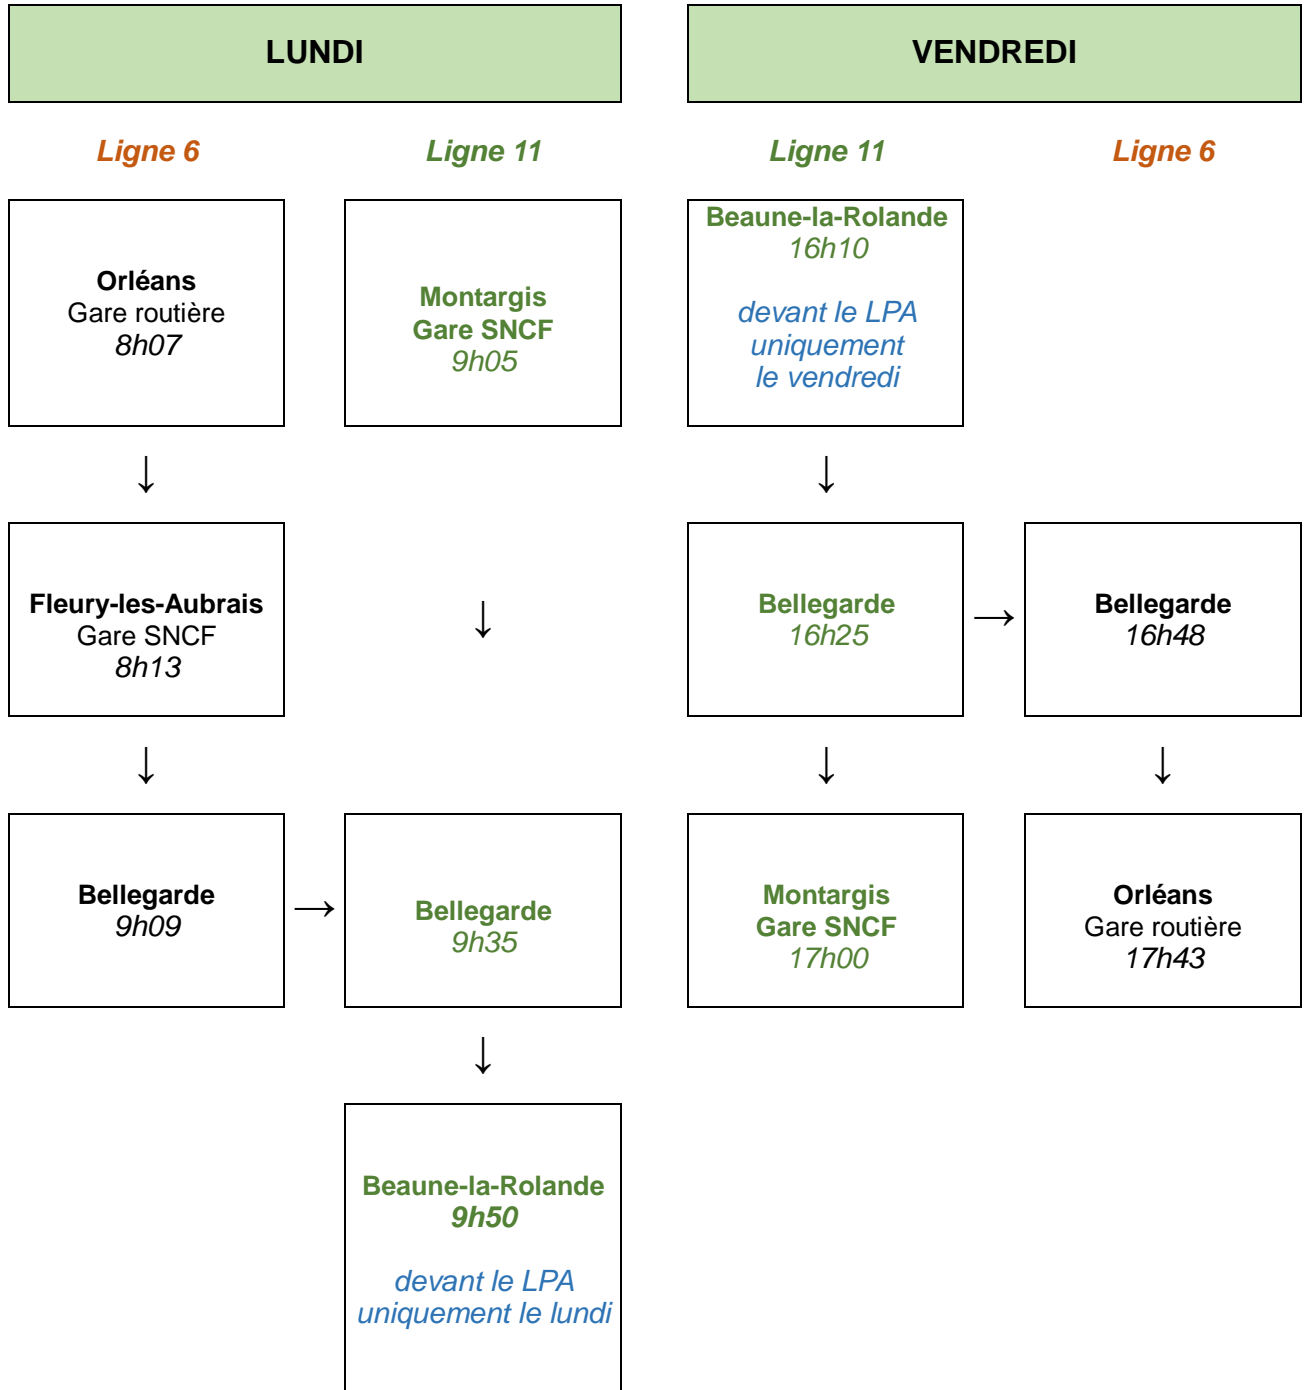 LUNDI
Ligne 6
Ligne 11
Orléans
Gare routière
8h07
Montargis
Gare SNCF
9h05
↓
Fleury-les-Aubrais
Gare SNCF
8h13
↓
↓
Bellegarde
9h09
→
Bellegarde
9h35
↓
Beaune-la-Rolande
9h50
devant le LPA
uniquement le lundi
VENDREDI
Ligne 11
Ligne 6
Beaune-la-Rolande
16h10
devant le LPA
uniquement
le vendredi
↓
Bellegarde
16h25
→
Bellegarde
16h48
↓
↓
Montargis
Gare SNCF
17h00
Orléans
Gare routière
17h43